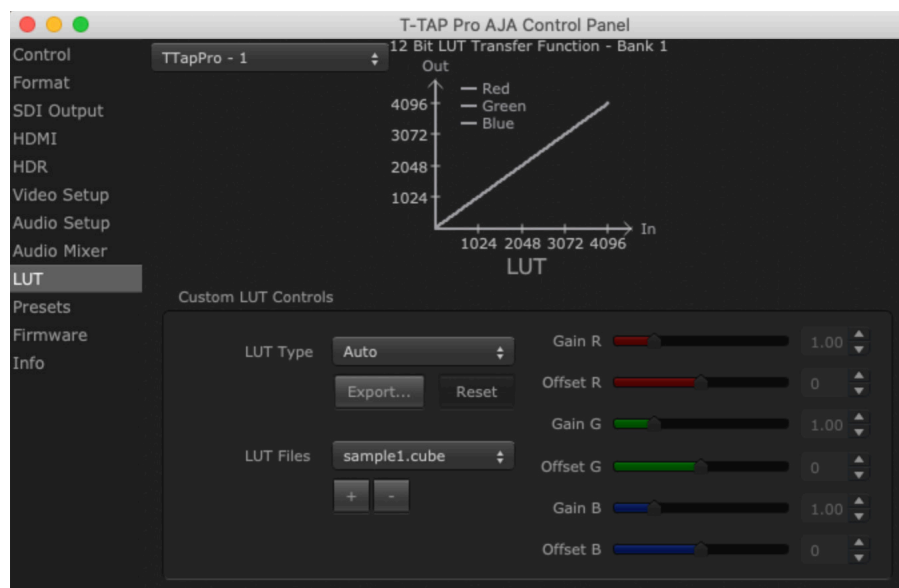 T-TAP Pro AJA Control Panel
Control
Format
SDI Output
HDMI
HDR
Video Setup
Audio Setup
Audio Mixer
LUT
Presets
Firmware
Info
TTapPro - 1
12 Bit LUT Transfer Function - Bank 1
Out
Red
Green
Blue
4096
3072
2048
1024
In
1024 2048 3072 4096
LUT
Custom LUT Controls
LUT Type Auto
Export... Reset
LUT Files sample1.cube
+ -
Gain R 1.00
Offset R 0
Gain G 1.00
Offset G 0
Gain B 1.00
Offset B 0